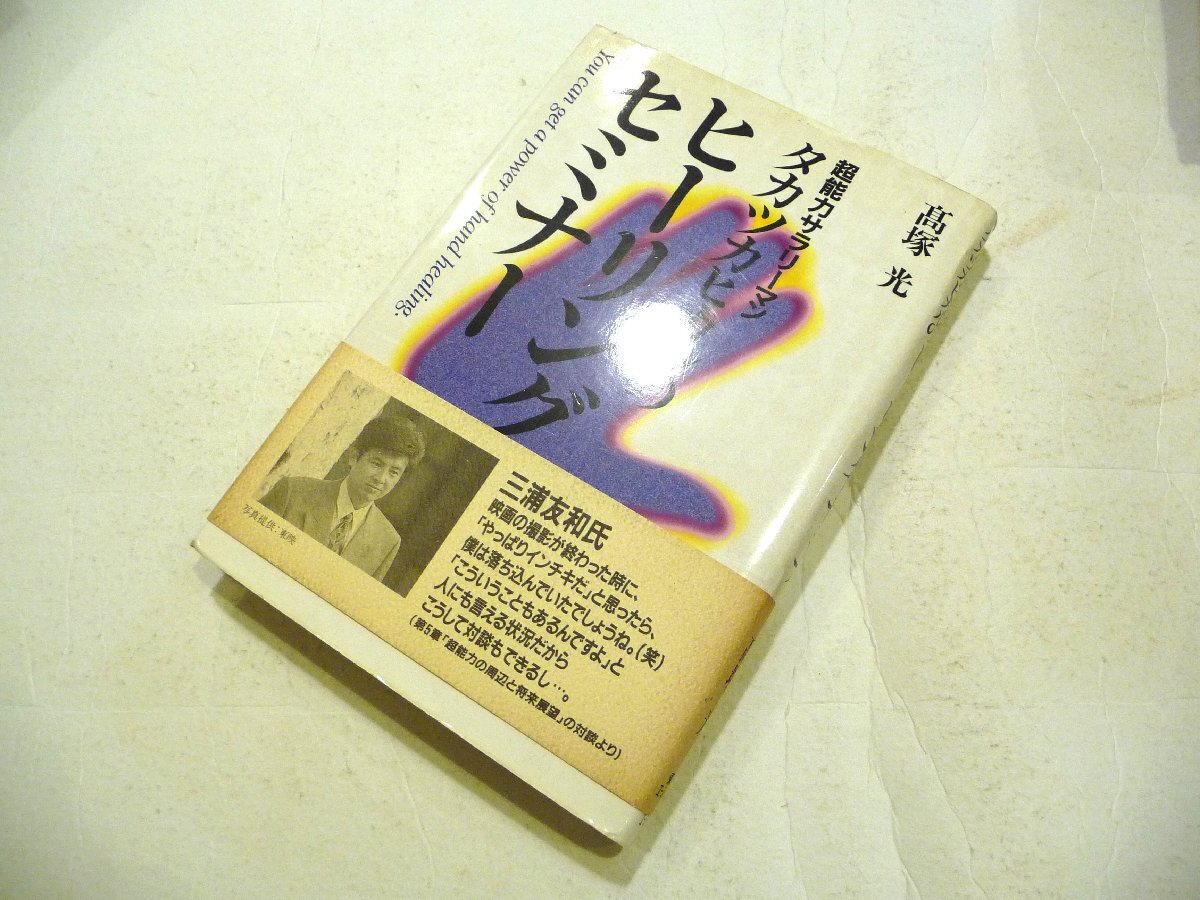 髙塚 光
超能力サラリーマン
タカツカヒカルの
ヒーリング
セミナー
You can get a power of hand healing.
三浦友和氏
映画の撮影が終わった時に、
「やっぱりインチキだ」と思ったら、
僕は落ち込んでいたでしょうね。(笑)
「こういうこともあるんですよ」と
人にも言える状況だから
こうして対談もできるし…。
(第5章「超能力の周辺と将来展望」の対談より)
写真提供:東映